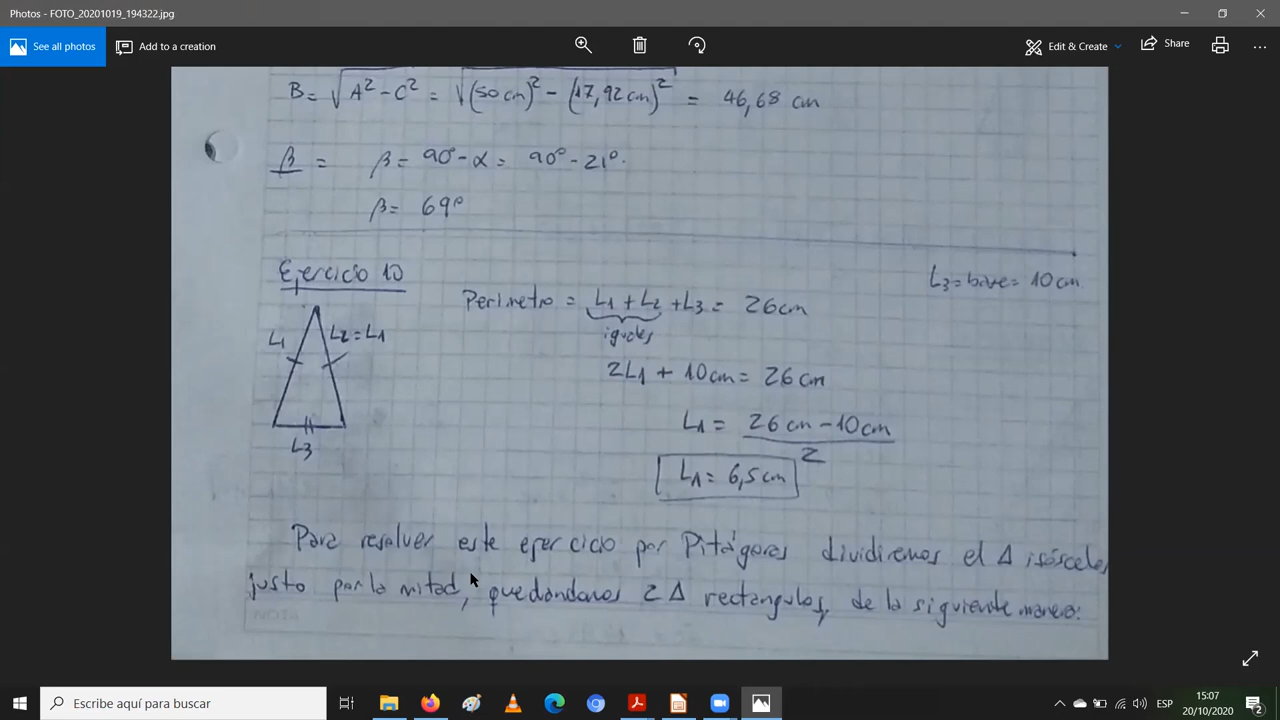 Photos - FOTO_20201019_194322.jpg
See all photos
Add to a creation
Edit & Create
Share
B = √A² - C² = √(50 cm)² - (17,92 cm)² = 46,68 cm
β = β = 90° - α = 90° - 21°.
β = 69°
Ejercicio 10
L3 = base = 10 cm
Perímetro = L1 + L2 + L3 = 26 cm
iguales
L1
L2 = L1
L3
2L1 + 10 cm = 26 cm
L1 = 26 cm - 10 cm
2
L1 = 6,5 cm
Para resolver este ejercicio por Pitágoras dividiremos el Δ isósceles
justo por la mitad, quedándonos 2 Δ rectángulos, de la siguiente manera:
Escribe aquí para buscar
ESP
15:07
20/10/2020
2